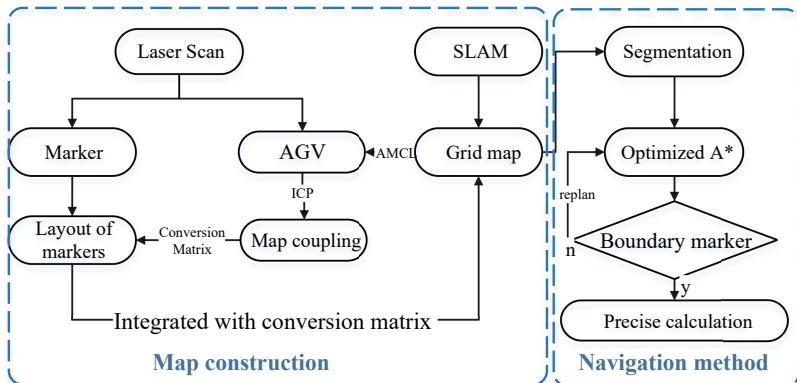 Laser Scan
SLAM
Segmentation
Marker
AGV
AMCL
Grid map
Optimized A*
ICP
replan
Layout of
markers
Conversion
Matrix
Map coupling
Boundary marker
n
y
Integrated with conversion matrix
Precise calculation
Map construction
Navigation method